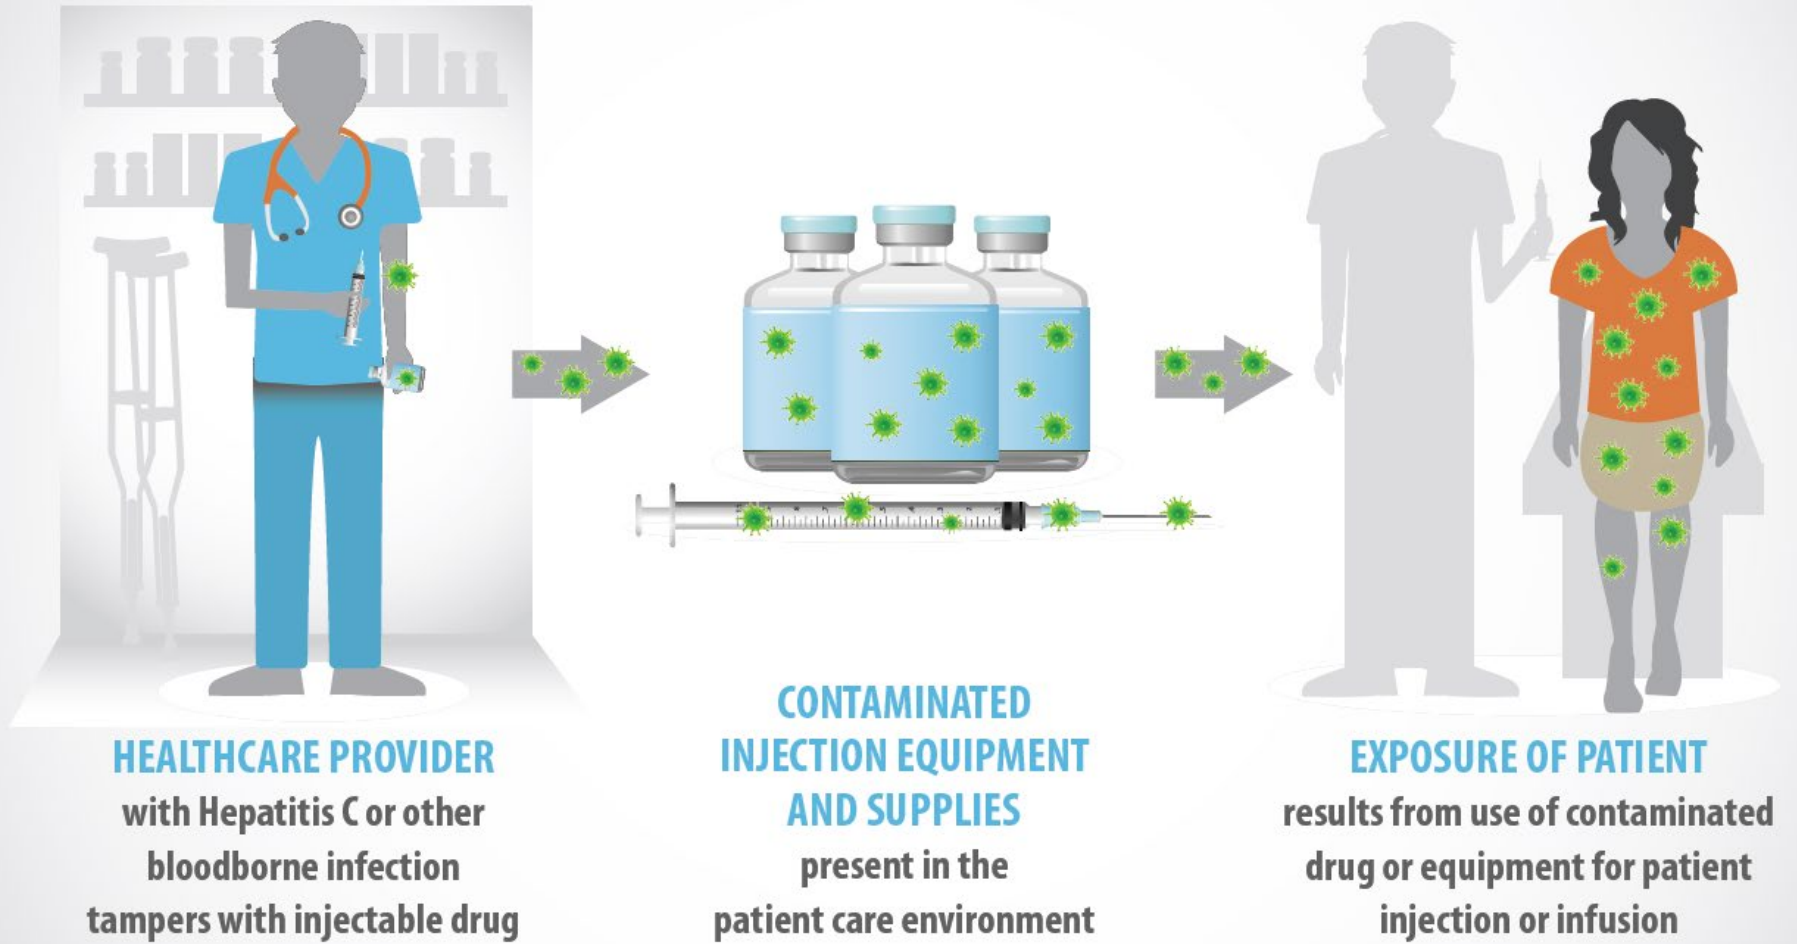 HEALTHCARE PROVIDER
with Hepatitis C or other
bloodborne infection
tampers with injectable drug
CONTAMINATED
INJECTION EQUIPMENT
AND SUPPLIES
present in the
patient care environment
EXPOSURE OF PATIENT
results from use of contaminated
drug or equipment for patient
injection or infusion